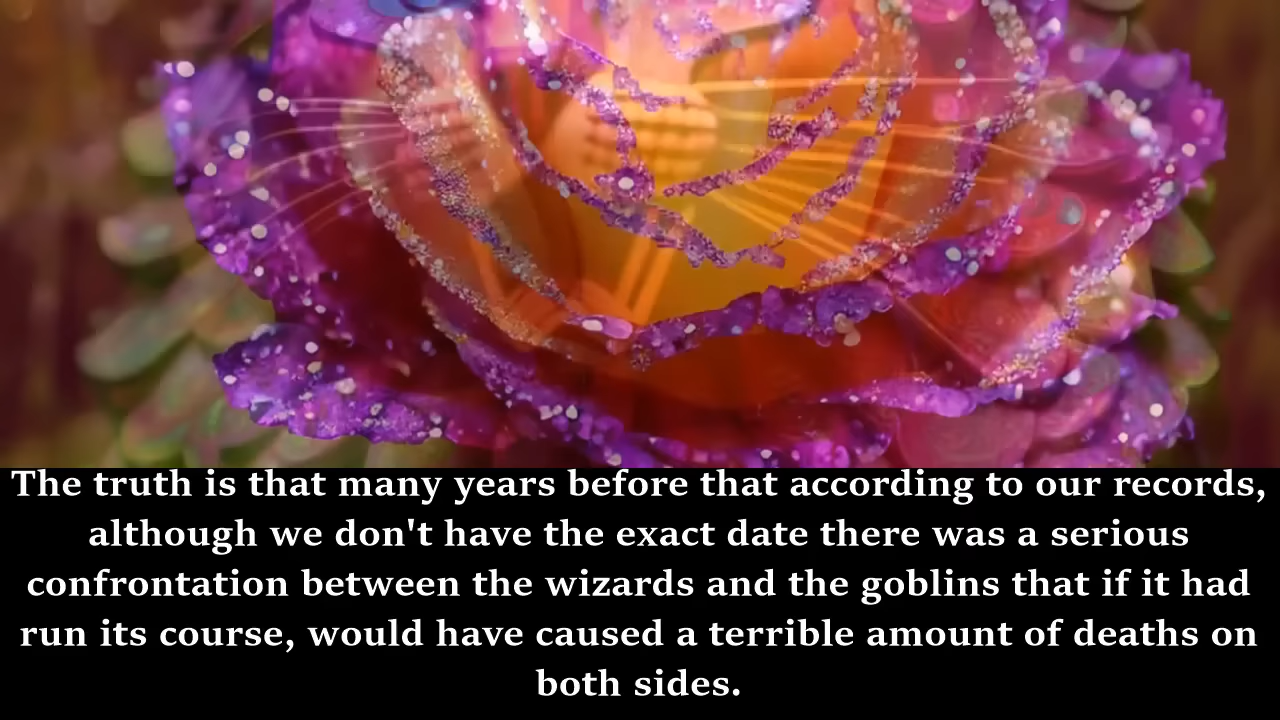 The truth is that many years before that according to our records,
although we don't have the exact date there was a serious
confrontation between the wizards and the goblins that if it had
run its course, would have caused a terrible amount of deaths on
both sides.